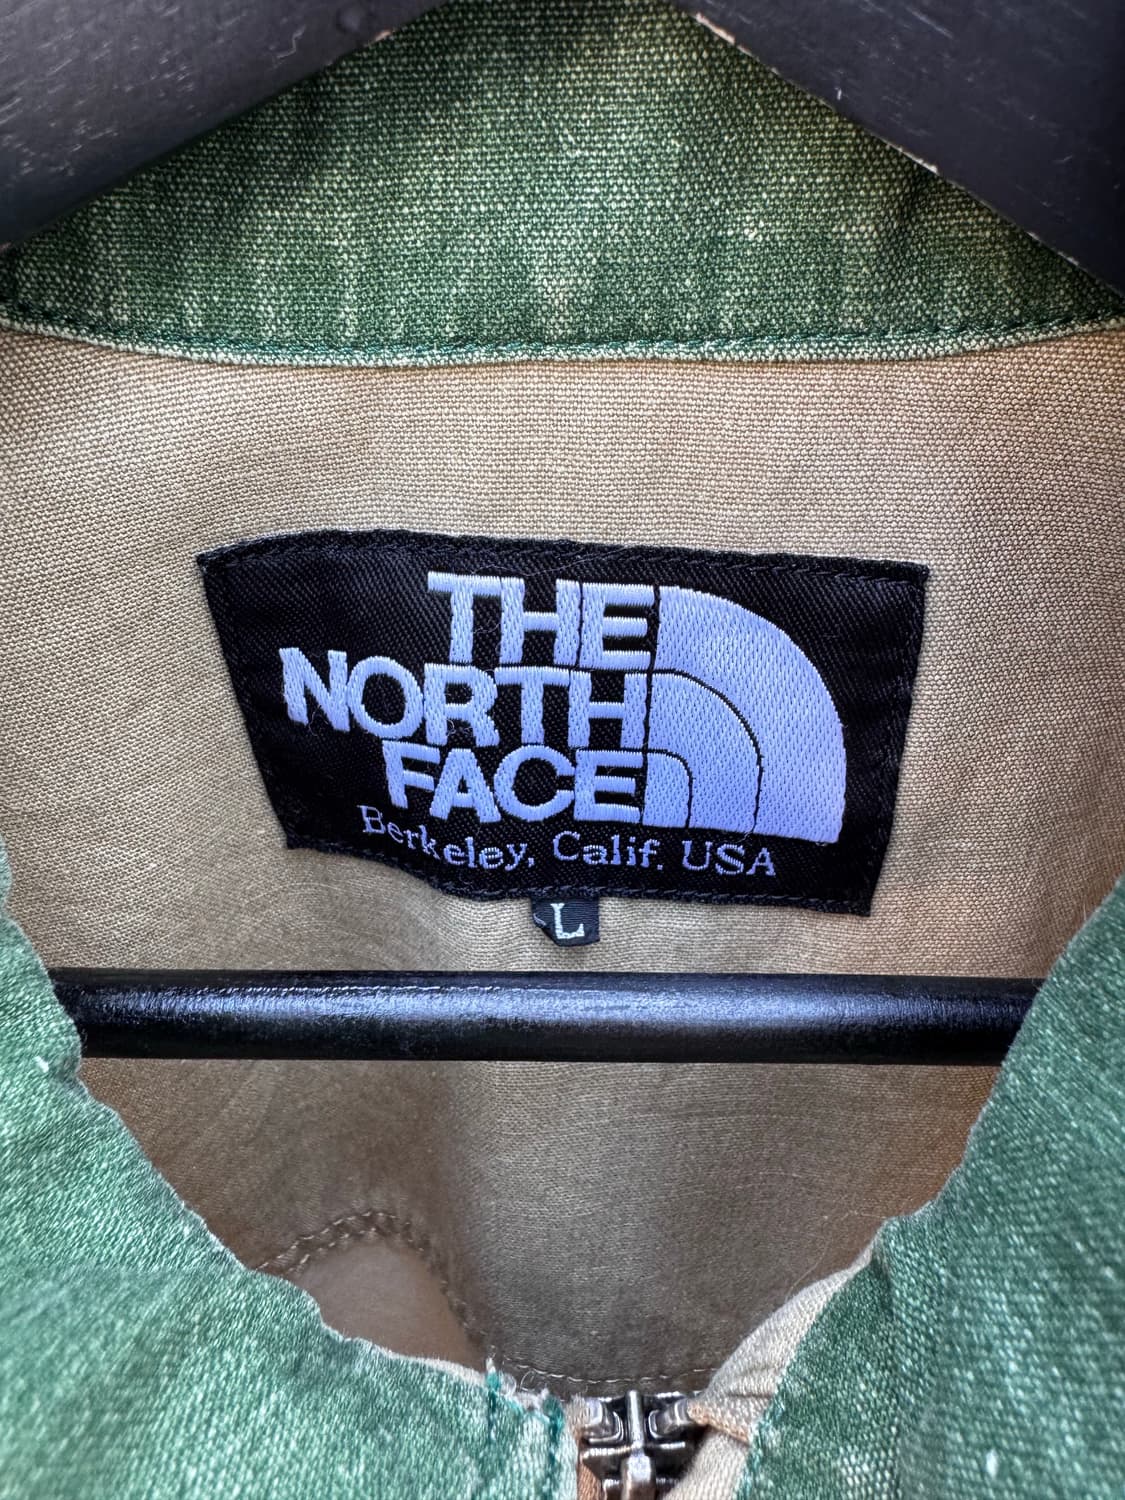 THE
NORTH
FACE
Berkeley, Calif. USA
L